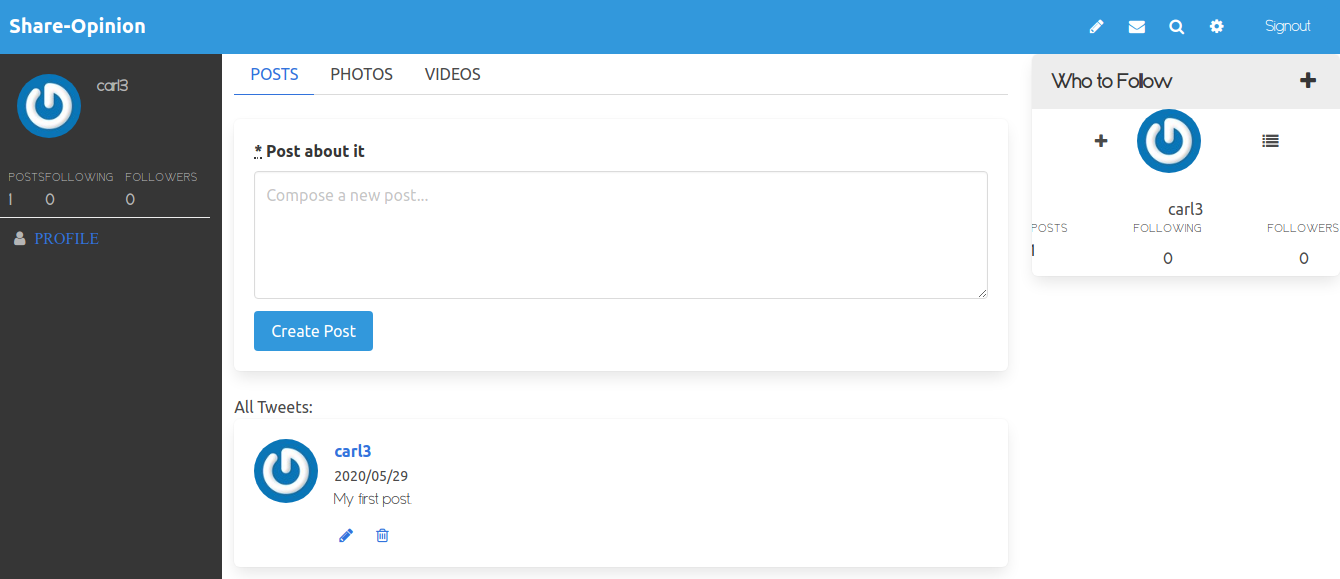 Share-Opinion
Signout
carl3
POSTS FOLLOWING FOLLOWERS
1 0 0
PROFILE
POSTS PHOTOS VIDEOS
* Post about it
Compose a new post...
Create Post
All Tweets:
carl3
2020/05/29
My first post.
Who to Follow
carl3
POSTS FOLLOWING FOLLOWERS
1 0 0